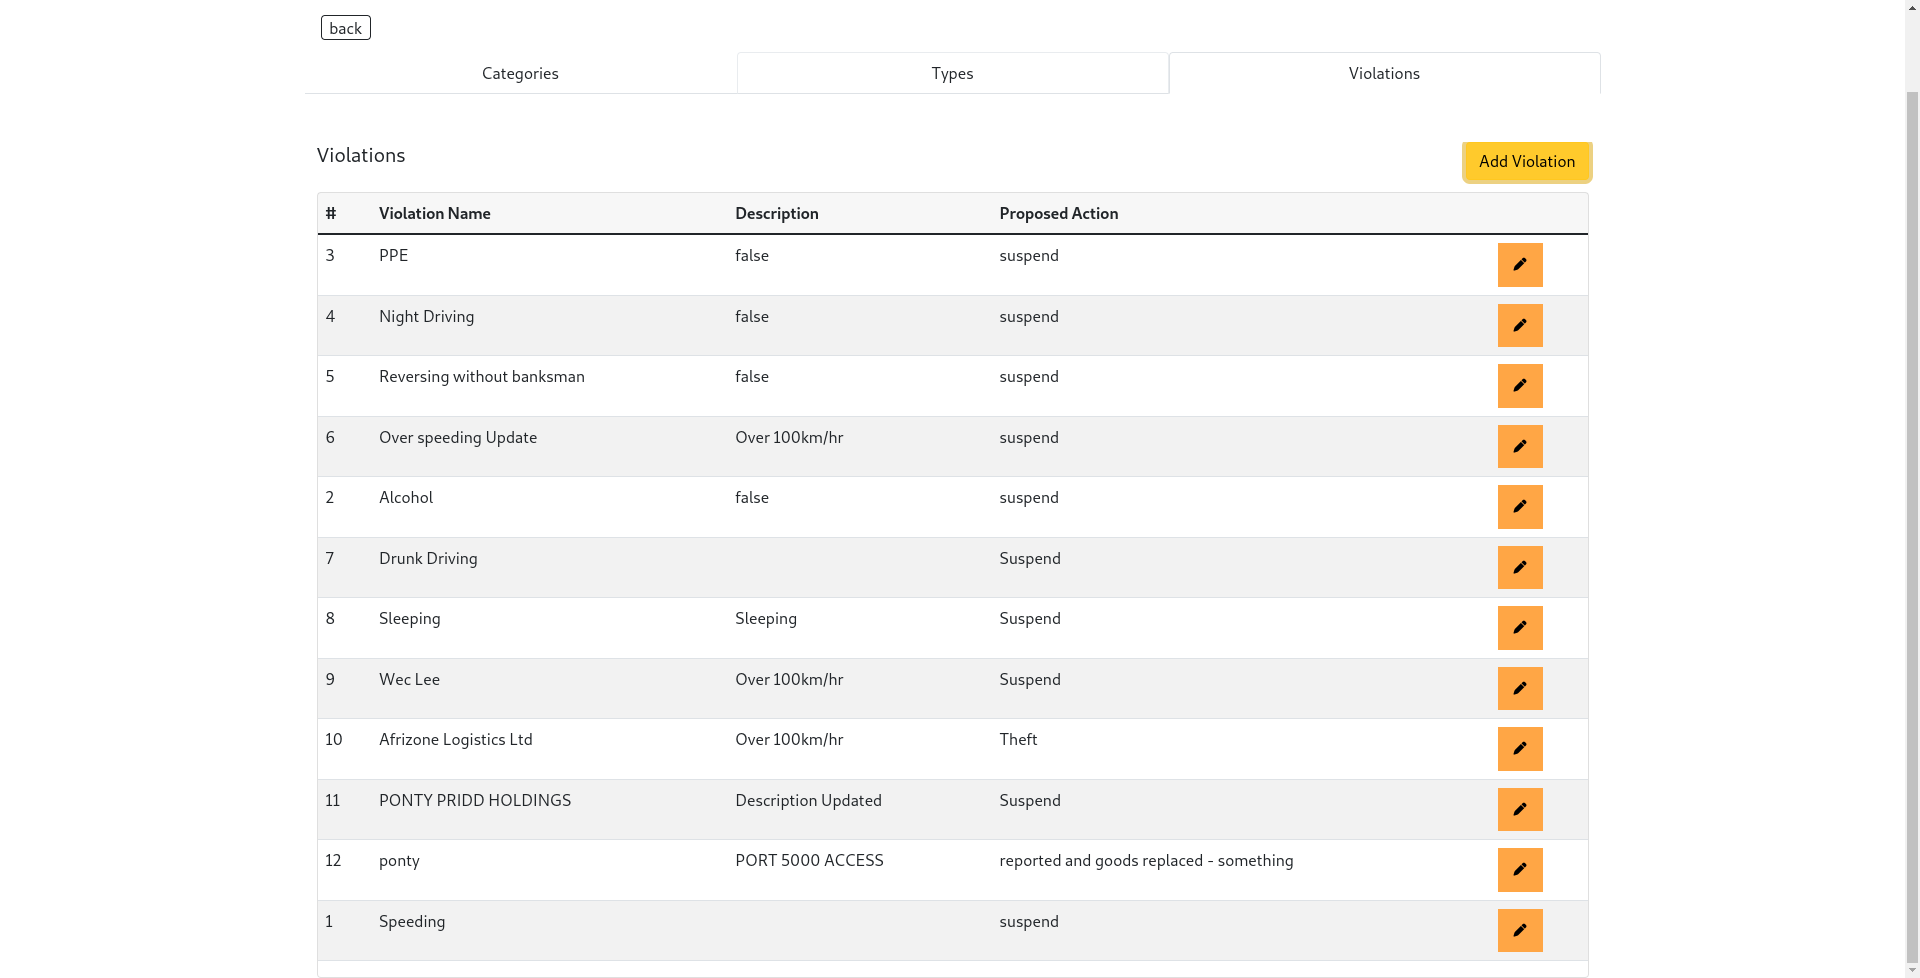 back
Categories Types Violations
Violations
Add Violation
# Violation Name Description Proposed Action
3 PPE false suspend
4 Night Driving false suspend
5 Reversing without banksman false suspend
6 Over speeding Update Over 100km/hr suspend
2 Alcohol false suspend
7 Drunk Driving Suspend
8 Sleeping Sleeping Suspend
9 Wec Lee Over 100km/hr Suspend
10 Afrizone Logistics Ltd Over 100km/hr Theft
11 PONTY PRIDD HOLDINGS Description Updated Suspend
12 ponty PORT 5000 ACCESS reported and goods replaced - something
1 Speeding suspend